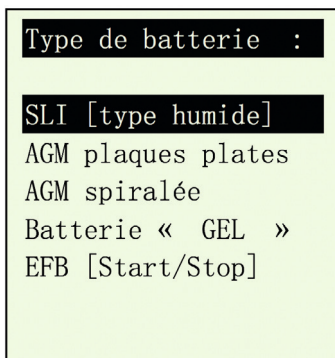 Type de batterie :
SLI [type humide]
AGM plaques plates
AGM spiralée
Batterie « GEL »
EFB [Start/Stop]